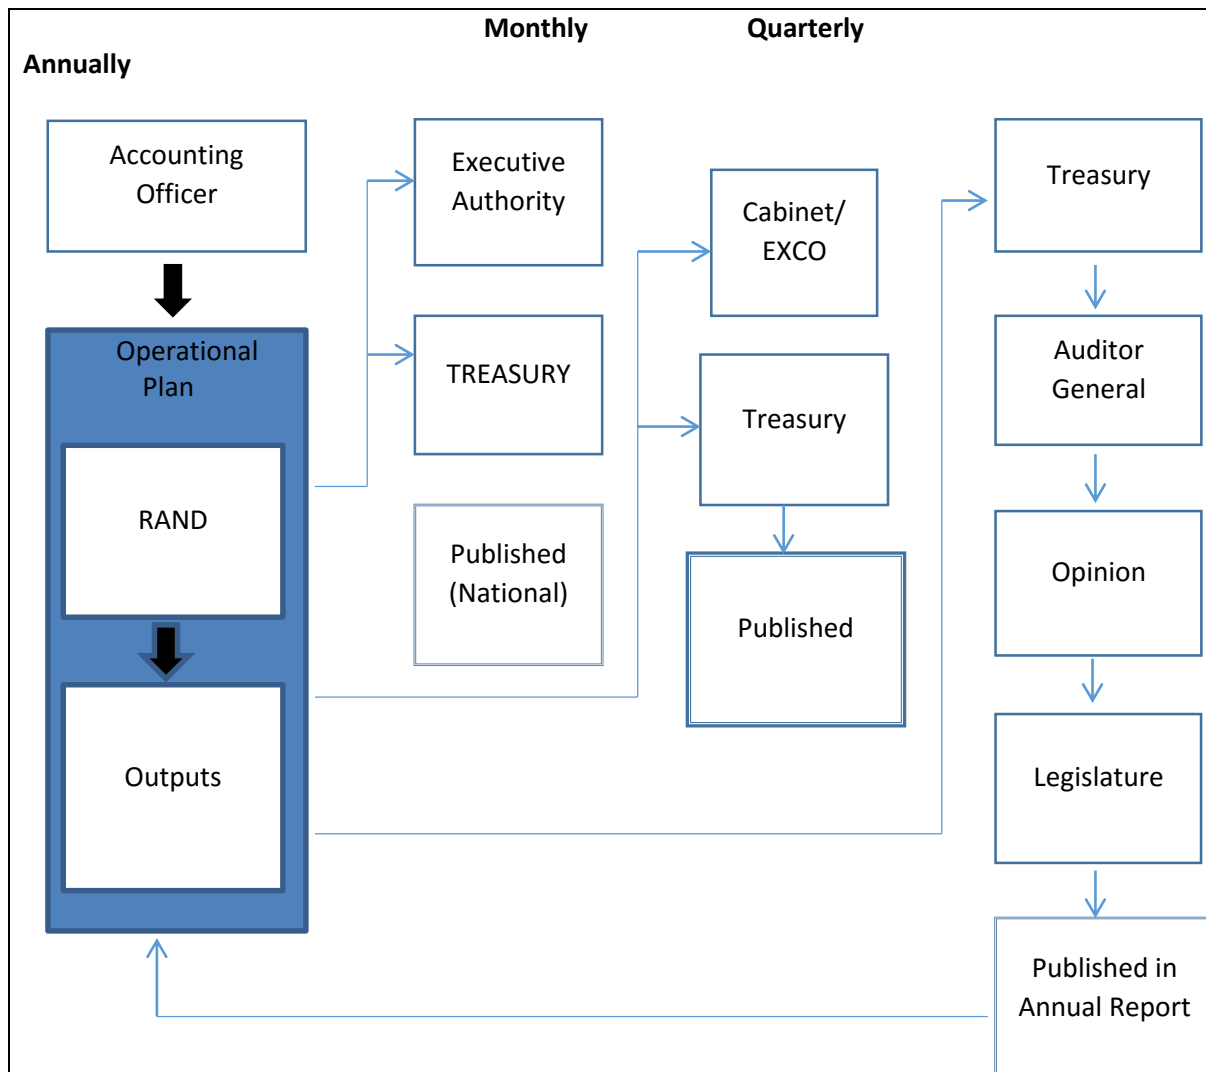 Monthly
Quarterly
Annually
Accounting
Officer
Operational
Plan
RAND
Outputs
Executive
Authority
TREASURY
Published
(National)
Cabinet/
EXCO
Treasury
Published
Treasury
Auditor
General
Opinion
Legislature
Published in
Annual Report